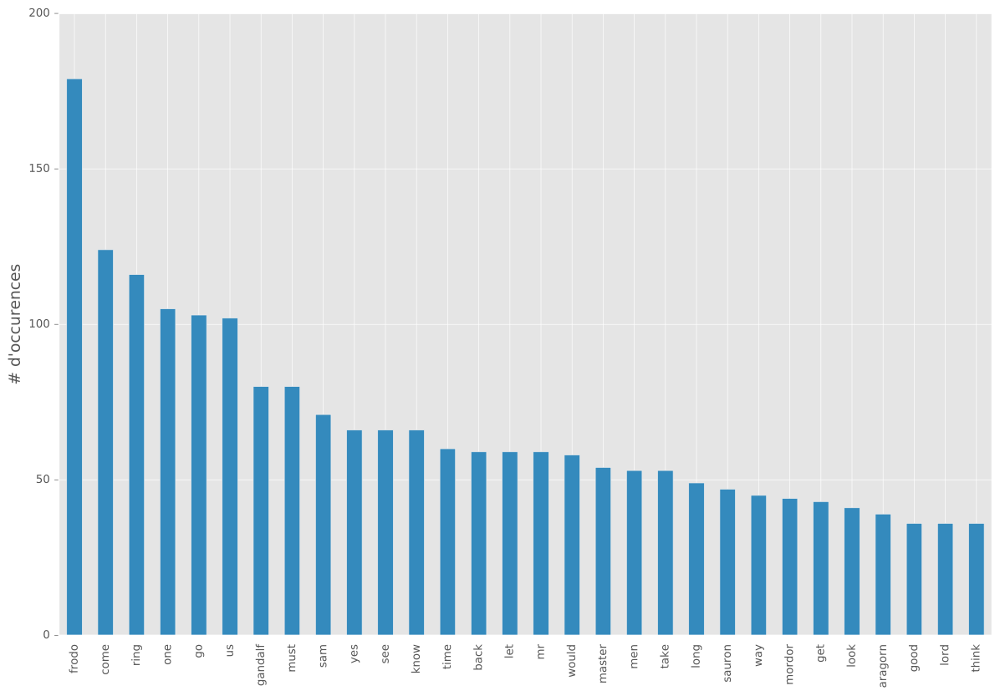 # d'occurences
200
150
100
50
0
frodo
come
ring
one
go
us
gandalf
must
sam
yes
see
know
time
back
let
mr
would
master
men
take
long
sauron
way
mordor
get
look
aragorn
good
lord
think